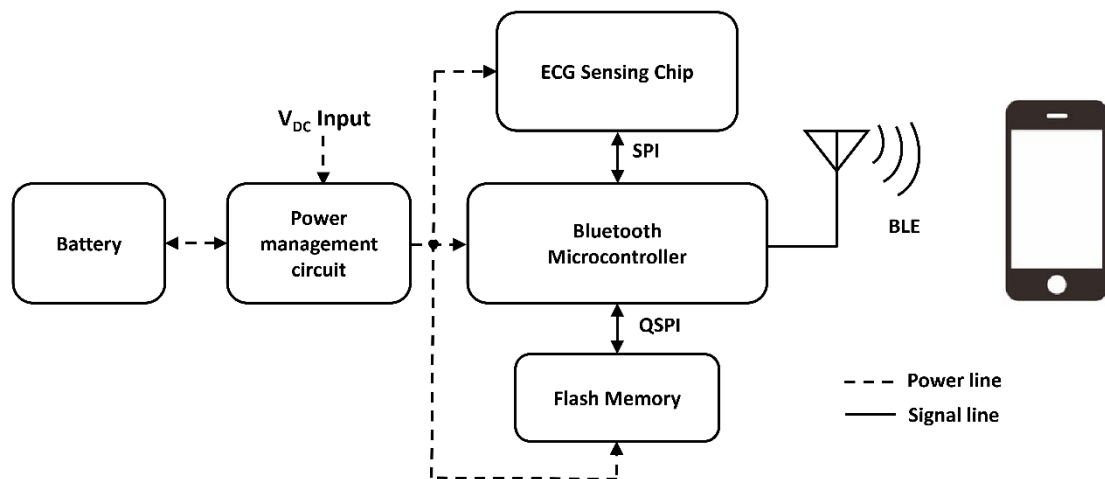 ECG Sensing Chip
V_DC Input
SPI
Battery
Power
management
circuit
Bluetooth
Microcontroller
BLE
QSPI
Flash Memory
Power line
Signal line